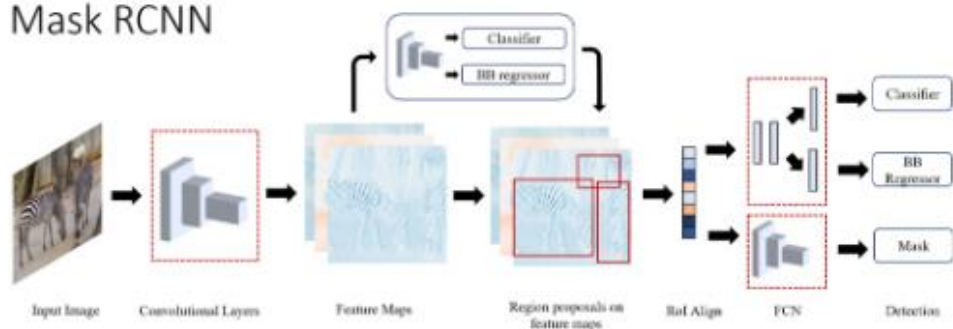 Mask RCNN
Classifier
BB regressor
Classifier
BB
Regressor
Mask
Input Image
Convolutional Layers
Feature Maps
Region proposals on
feature maps
RoI Align
FCN
Detection